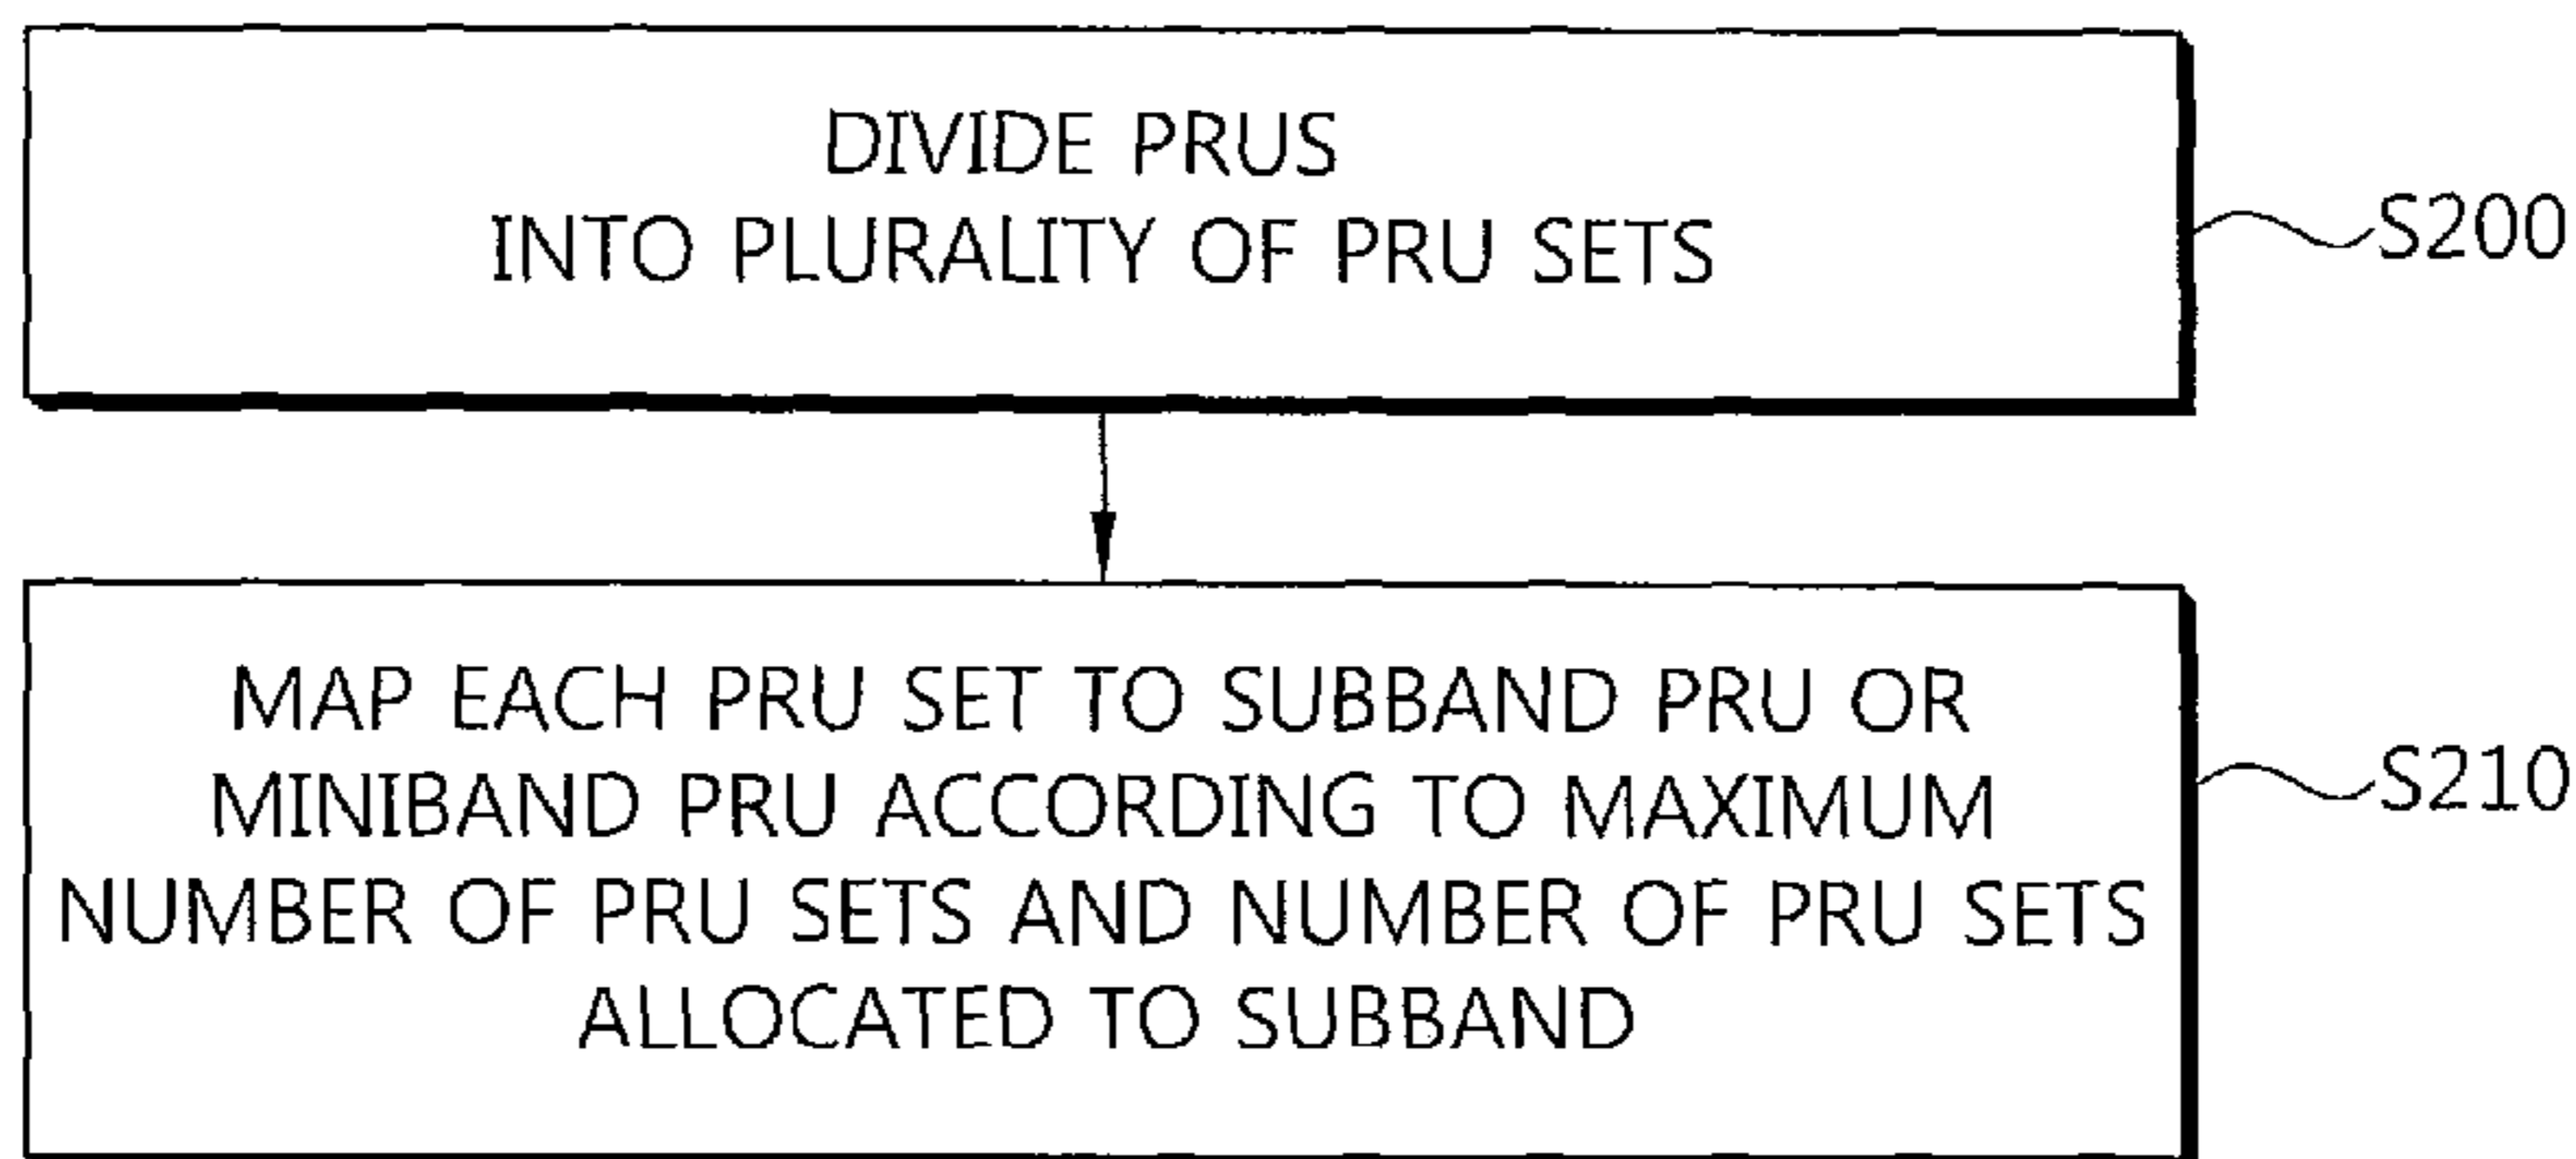 DIVIDE PRUS
INTO PLURALITY OF PRU SETS
S200
MAP EACH PRU SET TO SUBBAND PRU OR
MINIBAND PRU ACCORDING TO MAXIMUM
NUMBER OF PRU SETS AND NUMBER OF PRU SETS
ALLOCATED TO SUBBAND
S210